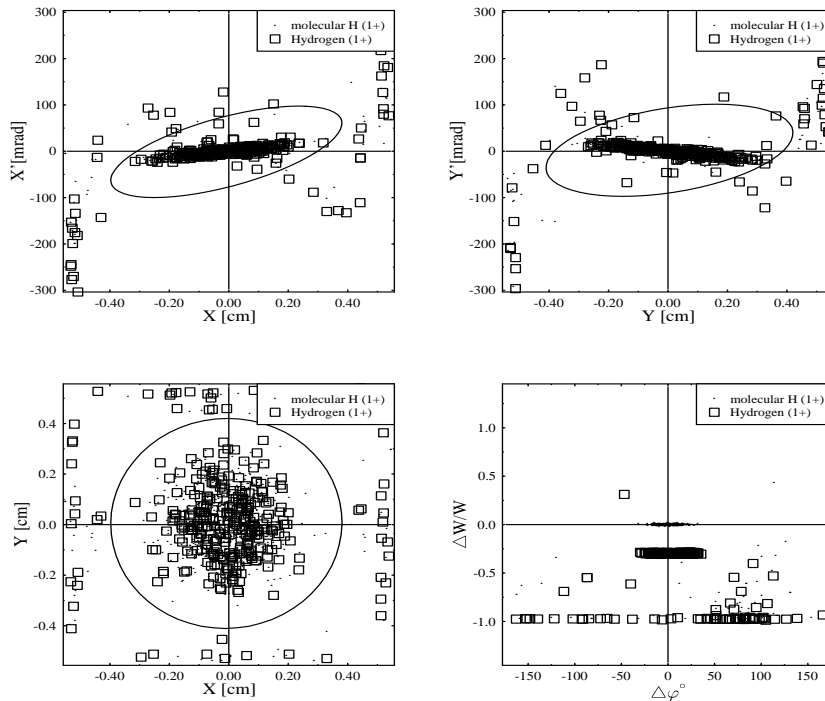 300
200
100
0
-100
-200
-300
X'[mrad]
-0.40
-0.20
0.00
0.20
0.40
X [cm]
molecular H (1+)
Hydrogen (1+)
300
200
100
0
-100
-200
-300
Y'[mrad]
-0.40
-0.20
0.00
0.20
0.40
Y [cm]
molecular H (1+)
Hydrogen (1+)
0.4
0.2
0.0
-0.2
-0.4
Y [cm]
-0.40
-0.20
0.00
0.20
0.40
X [cm]
molecular H (1+)
Hydrogen (1+)
1.0
0.5
0.0
-0.5
-1.0
△W/W
-150
-100
-50
0
50
100
150
△φ°
molecular H (1+)
Hydrogen (1+)